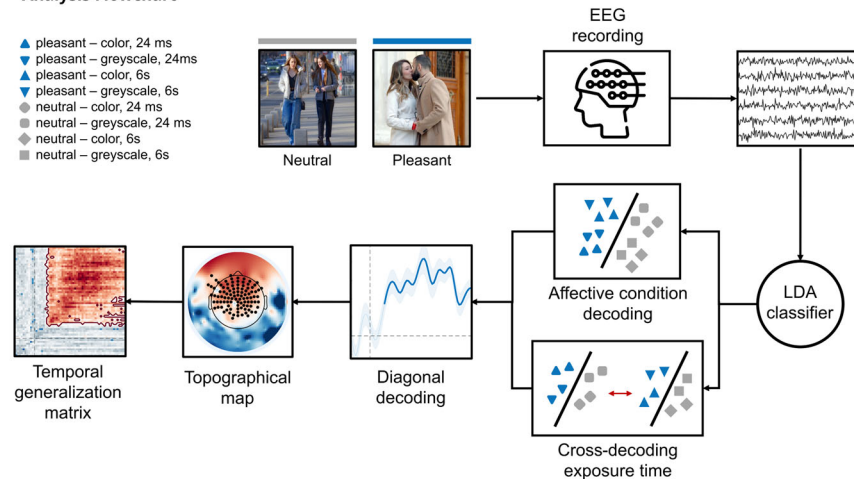 pleasant – color, 24 ms
pleasant – greyscale, 24ms
pleasant – color, 6s
pleasant – greyscale, 6s
neutral – color, 24 ms
neutral – greyscale, 24 ms
neutral – color, 6s
neutral – greyscale, 6s
Neutral
Pleasant
EEG
recording
LDA
classifier
Affective condition
decoding
Cross-decoding
exposure time
Diagonal
decoding
Topographical
map
Temporal
generalization
matrix